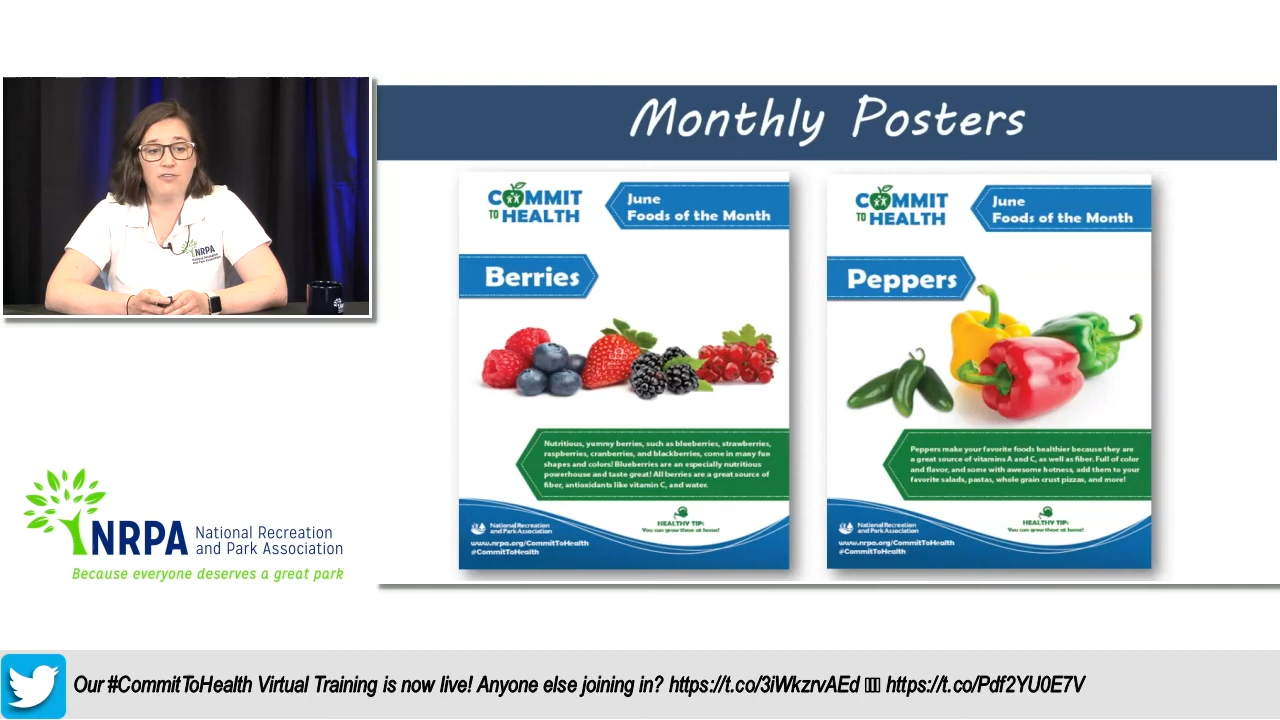 Monthly Posters
NRPA
COMMIT
TO HEALTH
June
Foods of the Month
Berries
Nutritious, yummy berries, such as blueberries, strawberries,
raspberries, cranberries, and blackberries, come in many fun
shapes and colors! Blueberries are an especially nutritious
powerhouse and taste great! All berries are a great source of
fiber, antioxidants like vitamin C, and water.
HEALTHY TIP:
You can grow these at home!
National Recreation
and Park Association
www.nrpa.org/CommitToHealth
#CommitToHealth
COMMIT
TO HEALTH
June
Foods of the Month
Peppers
Peppers make your favorite foods healthier because they are
a great source of vitamins A and C, as well as fiber. Full of color
and flavor, and some with awesome hotness, add them to your
favorite salads, pastas, whole grain crust pizzas, and more!
HEALTHY TIP:
You can grow these at home!
National Recreation
and Park Association
www.nrpa.org/CommitToHealth
#CommitToHealth
NRPA National Recreation
and Park Association
Because everyone deserves a great park
Our #CommitToHealth Virtual Training is now live! Anyone else joining in? https://t.co/3iWkzrvAEd https://t.co/Pdf2YU0E7V